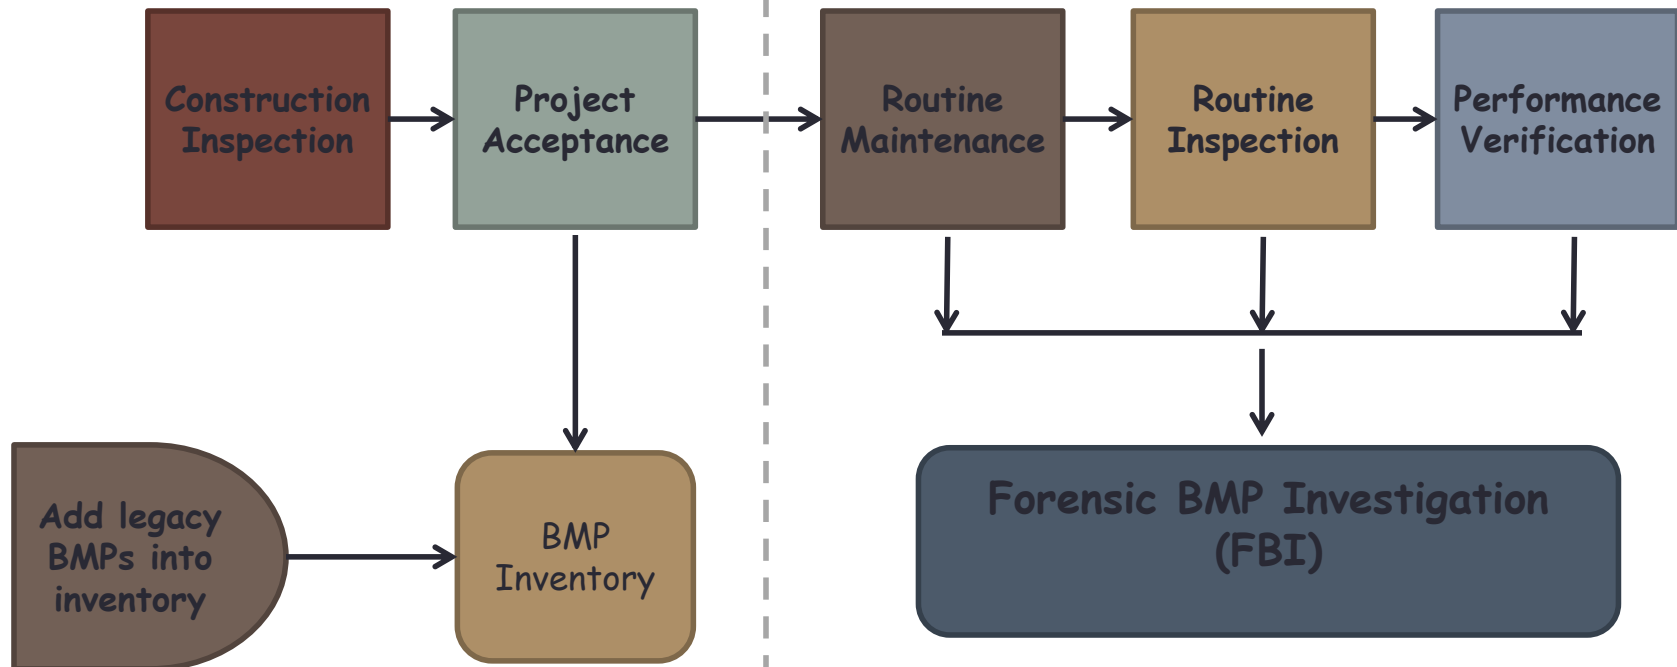 Construction
Inspection
Project
Acceptance
Routine
Maintenance
Routine
Inspection
Performance
Verification
Add legacy
BMPs into
inventory
BMP
Inventory
Forensic BMP Investigation
(FBI)